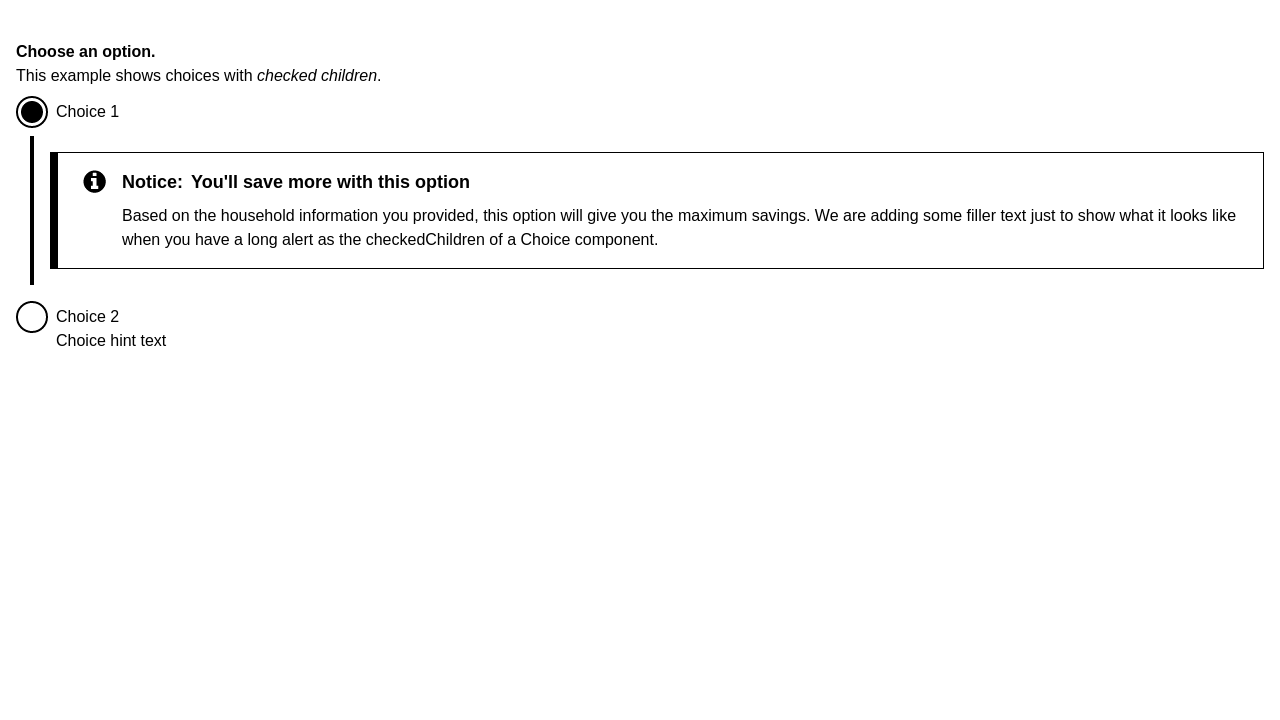 Choose an option.
This example shows choices with checked children.
Choice 1
Notice: You'll save more with this option
Based on the household information you provided, this option will give you the maximum savings. We are adding some filler text just to show what it looks like
when you have a long alert as the checkedChildren of a Choice component.
Choice 2
Choice hint text